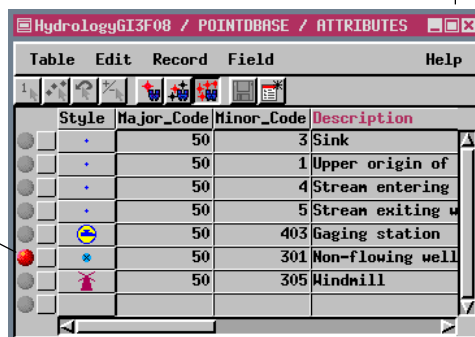 HydrologyGI3F08 / POINTDBASE / ATTRIBUTES
Table Edit Record Field Help
Style Major_Code Minor_Code Description
50 3 Sink
50 1 Upper origin of
50 4 Stream entering
50 5 Stream exiting w
50 403 Gaging station
50 301 Non-flowing well
50 305 Windmill